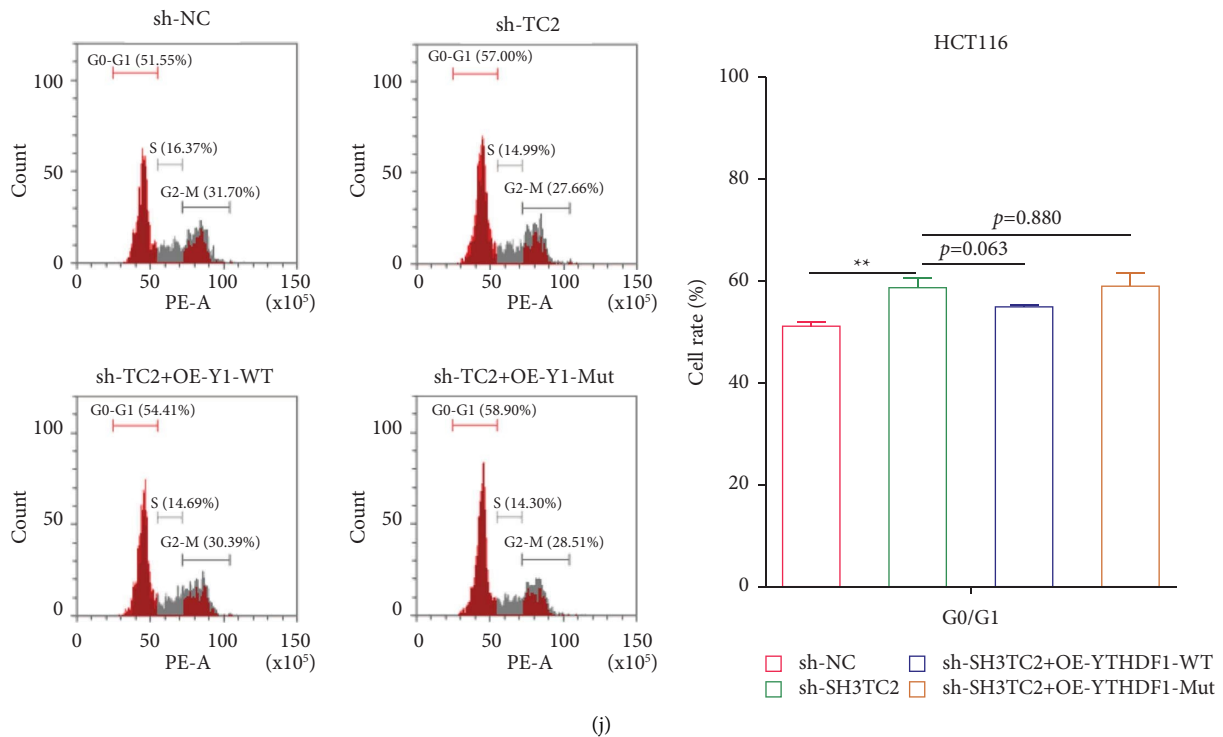 sh-NC
G0-G1 (51.55%)
S (16.37%)
G2-M (31.70%)
100
50
0
Count
0 50 100 150
PE-A (x10⁵)
sh-TC2
G0-G1 (57.00%)
S (14.99%)
G2-M (27.66%)
100
50
0
Count
0 50 100 150
PE-A (x10⁵)
sh-TC2+OE-Y1-WT
G0-G1 (54.41%)
S (14.69%)
G2-M (30.39%)
100
50
0
Count
0 50 100 150
PE-A (x10⁵)
sh-TC2+OE-Y1-Mut
G0-G1 (58.90%)
S (14.30%)
G2-M (28.51%)
100
50
0
Count
0 50 100 150
PE-A (x10⁵)
HCT116
100
80
60
40
20
0
Cell rate (%)
p=0.880
p=0.063
**
G0/G1
sh-NC
sh-SH3TC2
sh-SH3TC2+OE-YTHDF1-WT
sh-SH3TC2+OE-YTHDF1-Mut
(j)